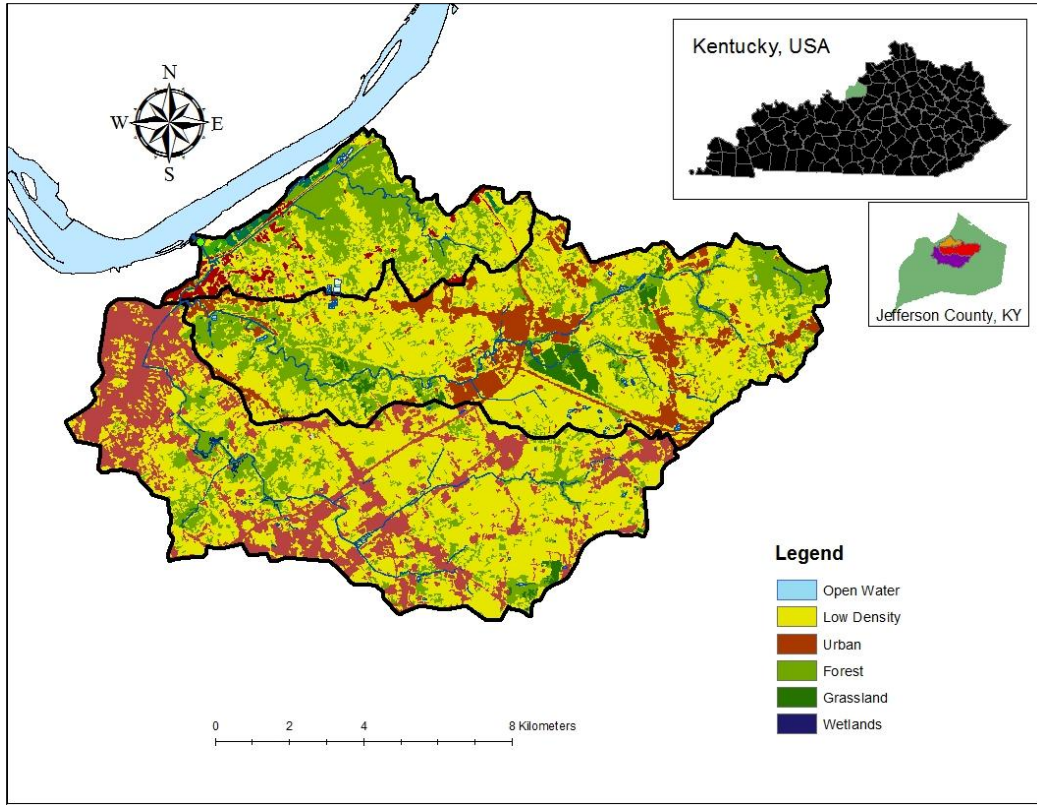 Kentucky, USA
N
W
E
S
Jefferson County, KY
Legend
Open Water
Low Density
Urban
Forest
Grassland
Wetlands
0 2 4 8 Kilometers